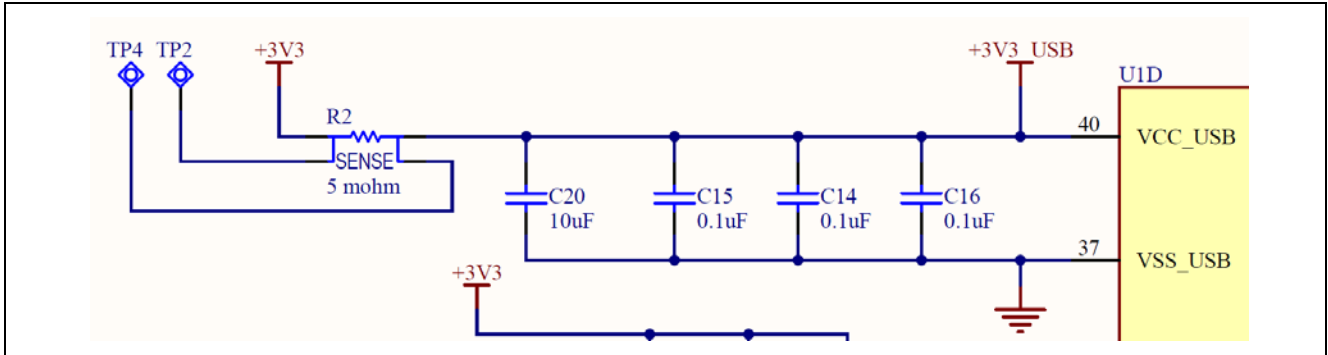 TP4 TP2 +3V3 +3V3_USB
U1D
R2
40 VCC_USB
SENSE
5 mohm
C20 C15 C14 C16
10uF 0.1uF 0.1uF 0.1uF
37 VSS_USB
+3V3